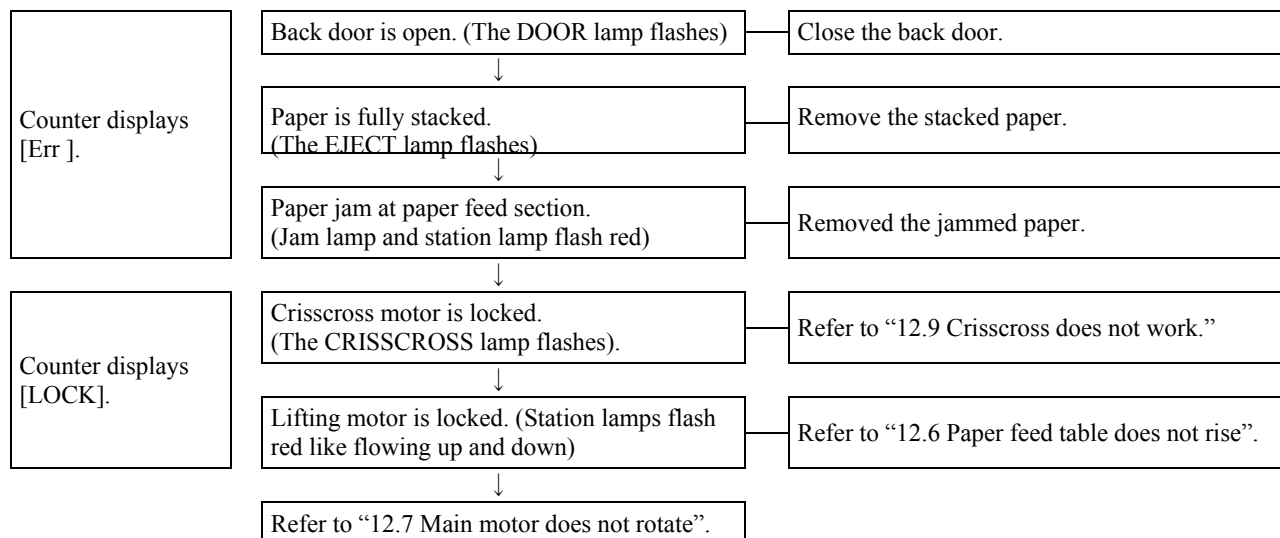 Counter displays
[Err ].
Back door is open. (The DOOR lamp flashes)
Close the back door.
↓
Paper is fully stacked.
(The EJECT lamp flashes)
Remove the stacked paper.
↓
Paper jam at paper feed section.
(Jam lamp and station lamp flash red)
Removed the jammed paper.
↓
Counter displays
[LOCK].
Crisscross motor is locked.
(The CRISSCROSS lamp flashes).
Refer to “12.9 Crisscross does not work.”
↓
Lifting motor is locked. (Station lamps flash
red like flowing up and down)
Refer to “12.6 Paper feed table does not rise”.
↓
Refer to “12.7 Main motor does not rotate”.